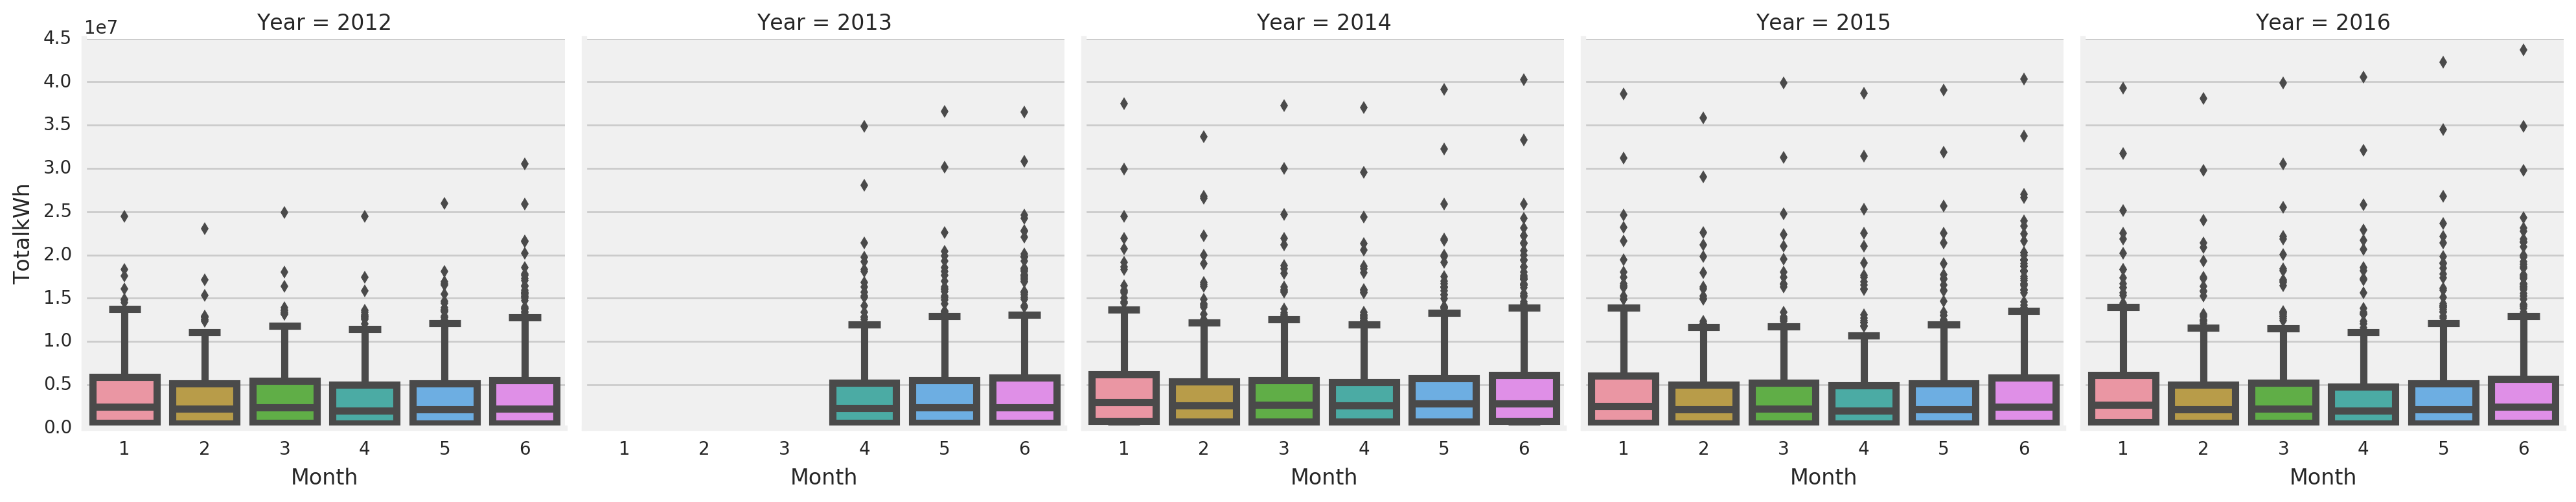 Year = 2012
Year = 2013
Year = 2014
Year = 2015
Year = 2016
1e7
4.5
4.0
3.5
3.0
2.5
2.0
1.5
1.0
0.5
0.0
TotalkWh
1 2 3 4 5 6
1 2 3 4 5 6
1 2 3 4 5 6
1 2 3 4 5 6
1 2 3 4 5 6
Month
Month
Month
Month
Month